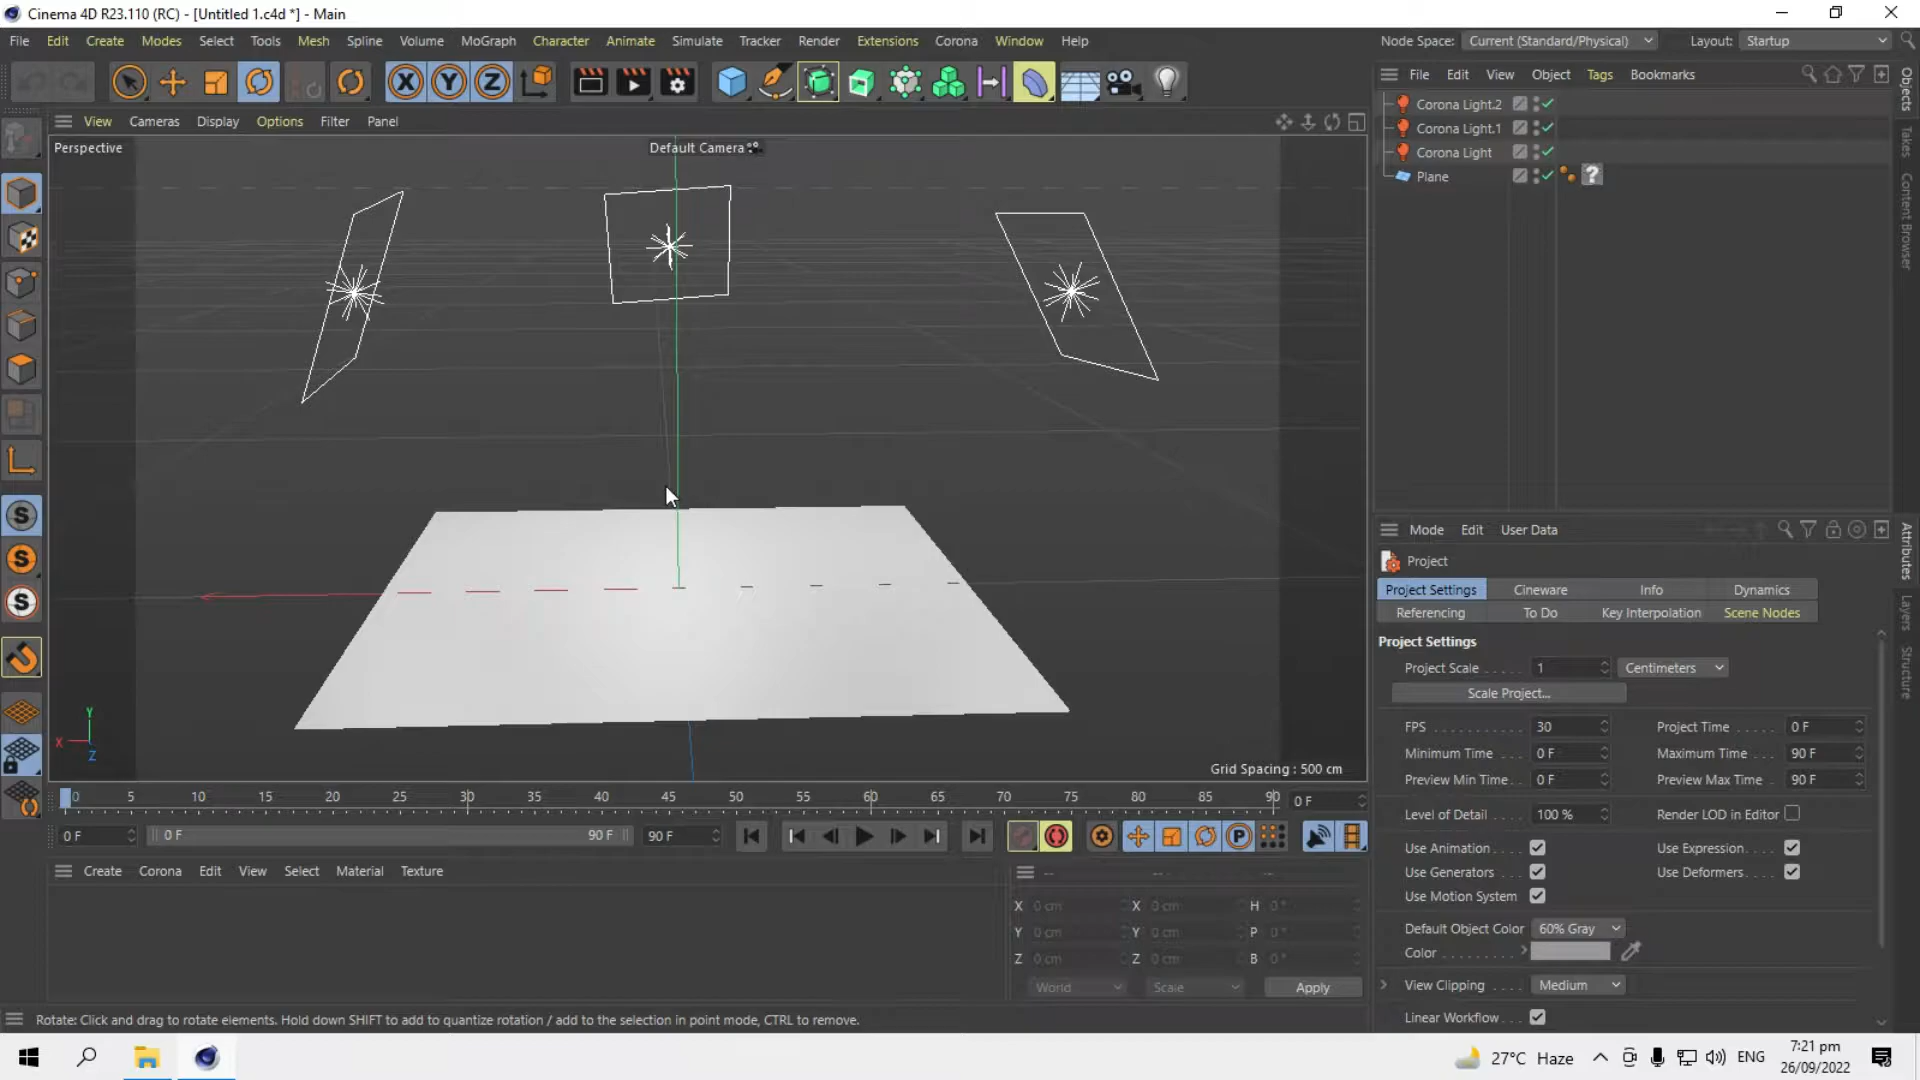 Cinema 4D R23.110 (RC) - [Untitled 1.c4d *] - Main
File Edit Create Modes Select Tools Mesh Spline Volume MoGraph Character Animate Simulate Tracker Render Extensions Corona Window Help
Node Space: Current (Standard/Physical) Layout: Startup
File Edit View Object Tags Bookmarks
X Y Z
View Cameras Display Options Filter Panel
Perspective
Default Camera
Corona Light.2
Corona Light.1
Corona Light
Plane
?
Objects
Takes
Content Browser
S
S
S
Y
X
Z
Grid Spacing : 500 cm
Mode Edit User Data
Project
Project Settings Cineware Info Dynamics
Referencing To Do Key Interpolation Scene Nodes
Project Settings
Project Scale 1 Centimeters
Scale Project...
FPS 30 Project Time 0 F
Minimum Time 0 F Maximum Time 90 F
Preview Min Time 0 F Preview Max Time 90 F
Level of Detail 100 % Render LOD in Editor
Use Animation Use Expression
Use Generators Use Deformers
Use Motion System
Default Object Color 60% Gray
Color
View Clipping Medium
Linear Workflow
Attributes
Layers
Structure
0 5 10 15 20 25 30 35 40 45 50 55 60 65 70 75 80 85 90 0 F
0 F 0 F 90 F 90 F P
Create Corona Edit View Select Material Texture
X 0 cm X 0 cm H 0 °
Y 0 cm Y 0 cm P 0 °
Z 0 cm Z 0 cm B 0 °
World Scale Apply
Rotate: Click and drag to rotate elements. Hold down SHIFT to add to quantize rotation / add to the selection in point mode, CTRL to remove.
27°C Haze ENG
7:21 pm
26/09/2022